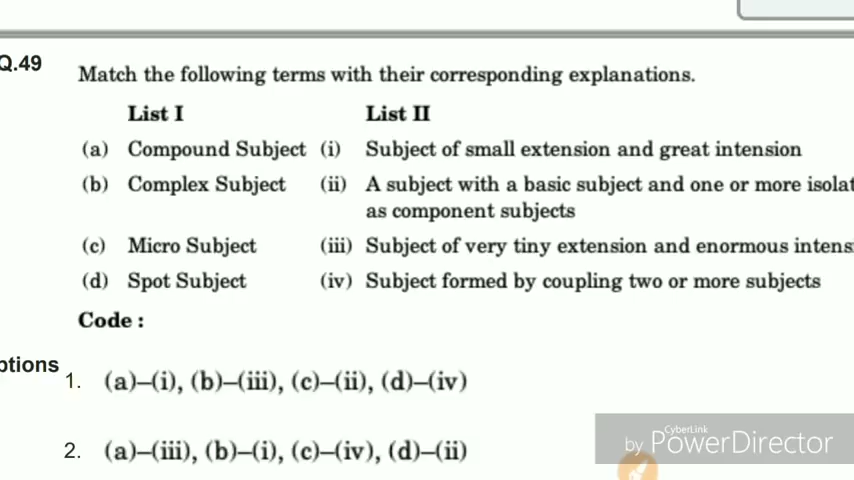 Q.49
Match the following terms with their corresponding explanations.
List I List II
(a) Compound Subject (i) Subject of small extension and great intension
(b) Complex Subject (ii) A subject with a basic subject and one or more isolat
as component subjects
(c) Micro Subject (iii) Subject of very tiny extension and enormous intens
(d) Spot Subject (iv) Subject formed by coupling two or more subjects
Code :
ptions
1. (a)–(i), (b)–(iii), (c)–(ii), (d)–(iv)
2. (a)–(iii), (b)–(i), (c)–(iv), (d)–(ii)
CyberLink
by PowerDirector